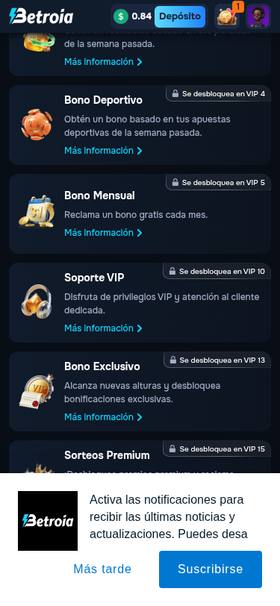 Betroia
$ 0.84 Depósito
1
de la semana pasada.
Más Información
Se desbloquea en VIP 4
Bono Deportivo
Obtén un bono basado en tus apuestas
deportivas de la semana pasada.
Más Información
Se desbloquea en VIP 5
Bono Mensual
Reclama un bono gratis cada mes.
Más Información
Se desbloquea en VIP 10
Soporte VIP
Disfruta de privilegios VIP y atención al cliente
dedicada.
Más Información
Se desbloquea en VIP 13
Bono Exclusivo
VIP
Alcanza nuevas alturas y desbloquea
bonificaciones exclusivas.
Más Información
Se desbloquea en VIP 15
Sorteos Premium
Betroia
Activa las notificaciones para
recibir las últimas noticias y
actualizaciones. Puedes desa
Más tarde
Suscribirse